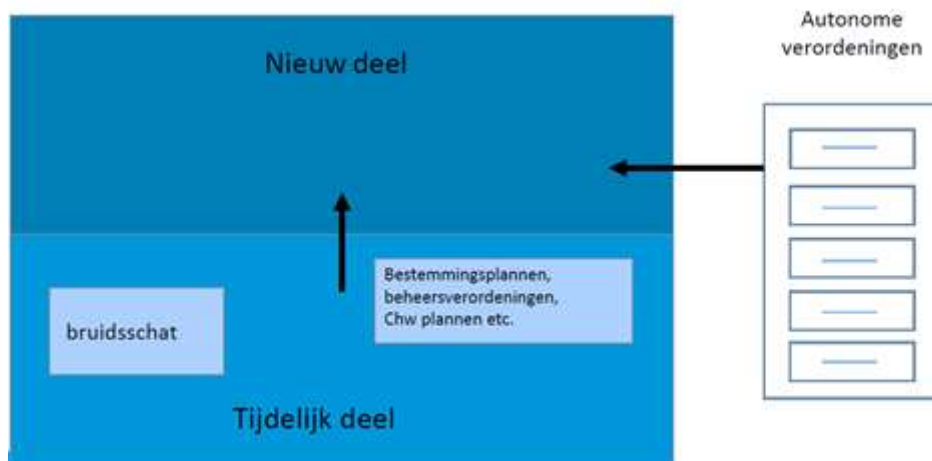 Nieuw deel
Autonome
verordeningen
Bestemmingsplannen,
beheersverordeningen,
Chw plannen etc.
bruidsschat
Tijdelijk deel